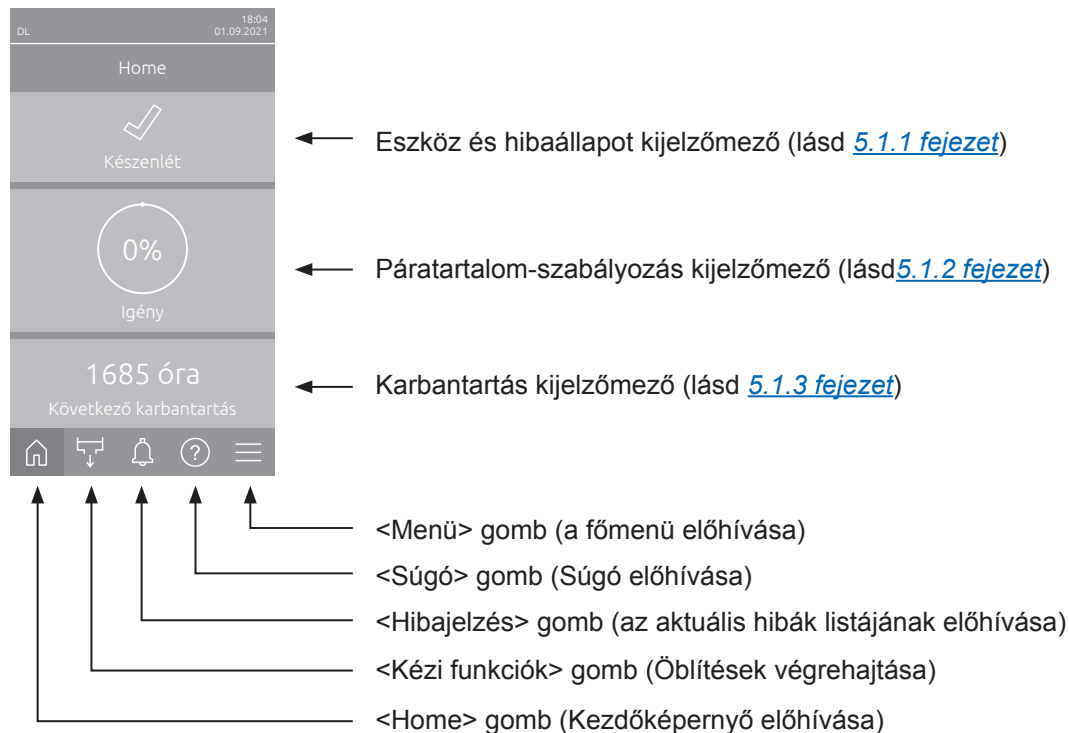 18:04
DL 01.09.2021
Home
Készenlét
Eszköz és hibaállapot kijelzőmező (lásd 5.1.1 fejezet)
0%
Igény
Páratartalom-szabályozás kijelzőmező (lásd5.1.2 fejezet)
1685 óra
Következő karbantartás
Karbantartás kijelzőmező (lásd 5.1.3 fejezet)
?
<Menü> gomb (a főmenü előhívása)
<Súgó> gomb (Súgó előhívása)
<Hibajelzés> gomb (az aktuális hibák listájának előhívása)
<Kézi funkciók> gomb (Öblítések végrehajtása)
<Home> gomb (Kezdőképernyő előhívása)